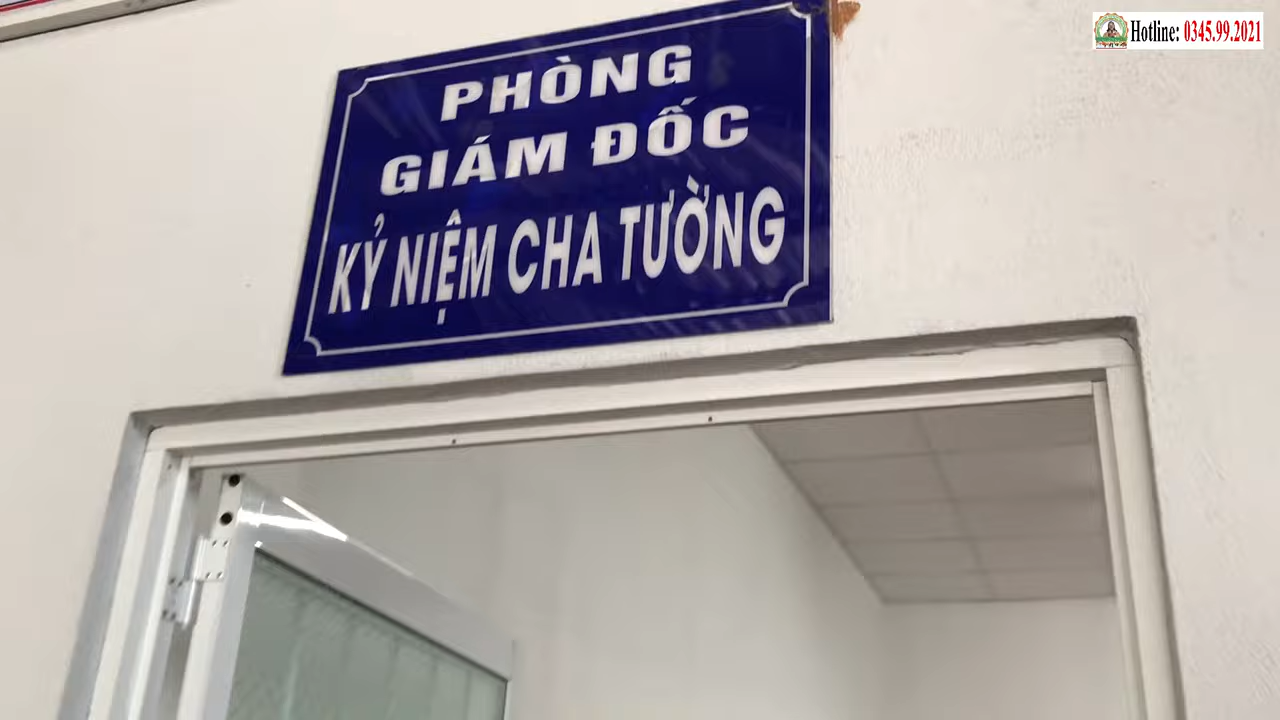 PHÒNG
GIÁM ĐỐC
KỶ NIỆM CHA TƯỜNG
Hotline: 0345.99.2021